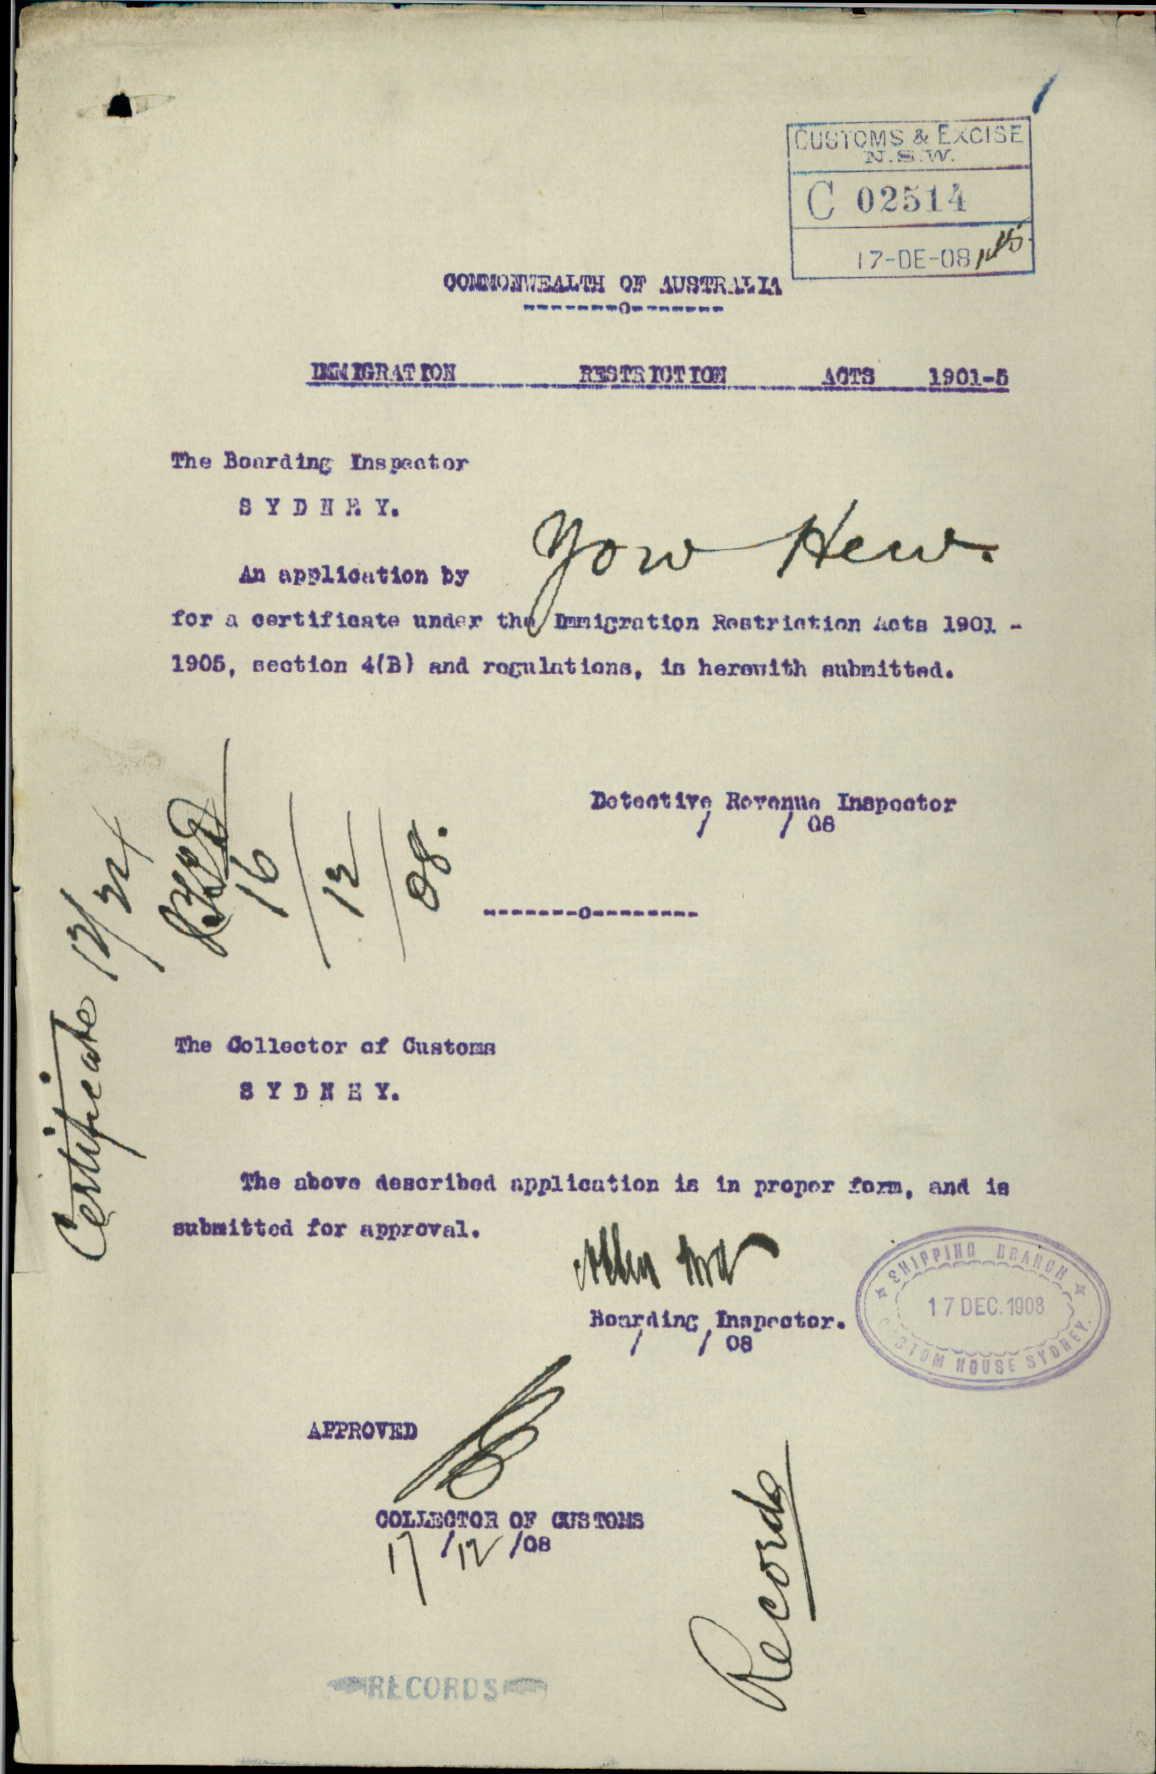 CUSTOMS & EXCISE
N.S.W.
C 02514
17-DE-08
COMMONWEALTH OF AUSTRALIA
-------o-------
IMMIGRATION RESTRICTION ACTS 1901-5
The Boarding Inspector
SYDNEY.
An application by Yow Hew.
for a certificate under the Immigration Restriction Acts 1901 -
1905, section 4(B) and regulations, is herewith submitted.
Detective Revenue Inspector
/ / 08
16/12/08.
Certificate 12/24
-------o--------
The Collector of Customs
SYDNEY.
The above described application is in proper form, and is
submitted for approval.
Boarding Inspector.
/ / 08
SHIPPING BRANCH
17 DEC. 1908
CUSTOM HOUSE SYDNEY.
APPROVED
COLLECTOR OF CUSTOMS
17/12/08
Records
RECORDS